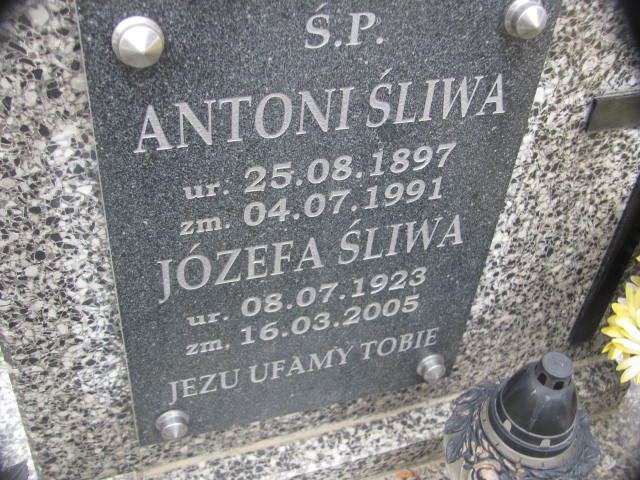 Ś.P.
ANTONI ŚLIWA
ur. 25.08.1897
zm. 04.07.1991
JÓZEFA ŚLIWA
ur. 08.07.1923
zm. 16.03.2005
JEZU UFAMY TOBIE